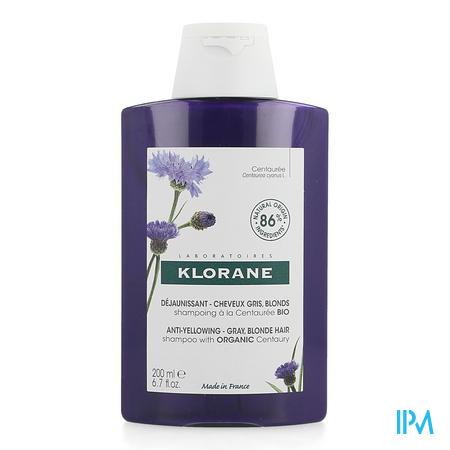 Centaurée
Centaurea cyanus L.
NATURAL ORIGIN
86%
INGREDIENTS
LABORATOIRES
KLORANE
DÉJAUNISSANT - CHEVEUX GRIS, BLONDS
shampoing à la Centaurée BIO
ANTI-YELLOWING - GRAY, BLONDE HAIR
shampoo with ORGANIC Centaury
200 ml ℮
6.7 fl.oz.
Made in France
IPM